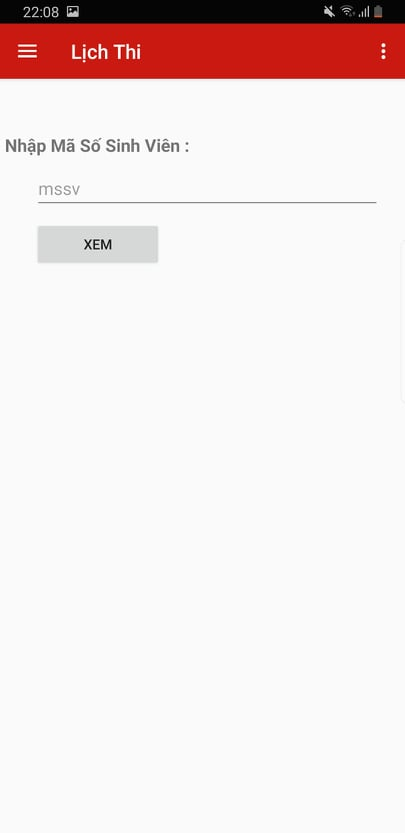 22:08
Lịch Thi
Nhập Mã Số Sinh Viên :
mssv
XEM